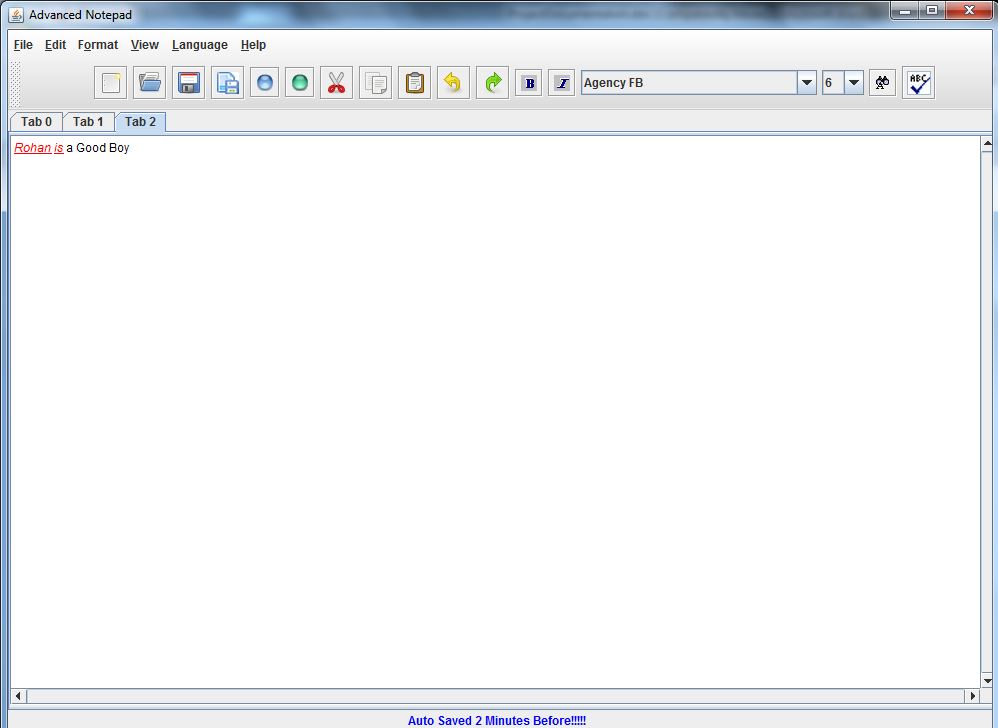 Advanced Notepad
File Edit Format View Language Help
B I Agency FB 6 ABC
Tab 0 Tab 1 Tab 2
Rohan is a Good Boy
Auto Saved 2 Minutes Before!!!!!